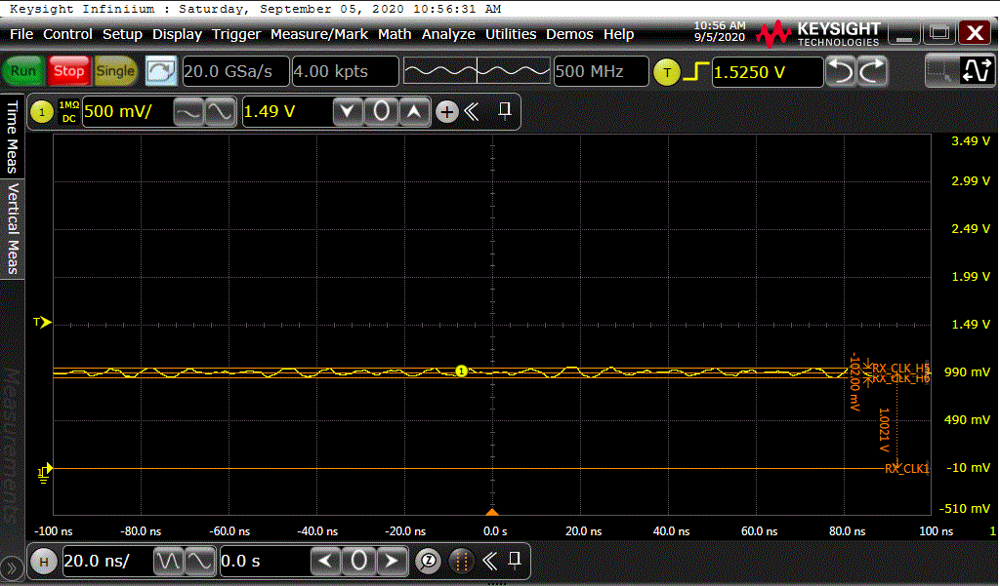 Keysight Infiniium : Saturday, September 05, 2020 10:56:31 AM
File Control Setup Display Trigger Measure/Mark Math Analyze Utilities Demos Help
10:56 AM
9/5/2020
KEYSIGHT
TECHNOLOGIES
Run Stop Single 20.0 GSa/s 4.00 kpts 500 MHz T 1.5250 V
1 1MΩ DC 500 mV/ 1.49 V 0
Time Meas
Vertical Meas
Measurements
3.49 V
2.99 V
2.49 V
1.99 V
T 1.49 V
1 990 mV
RX_CLK_H5
RX_CLK_H6
-102.00 mV
1.0021 V
490 mV
1 RX_CLK1 -10 mV
-510 mV
-100 ns -80.0 ns -60.0 ns -40.0 ns -20.0 ns 0.0 s 20.0 ns 40.0 ns 60.0 ns 80.0 ns 100 ns 1
H 20.0 ns/ 0.0 s 0 Z